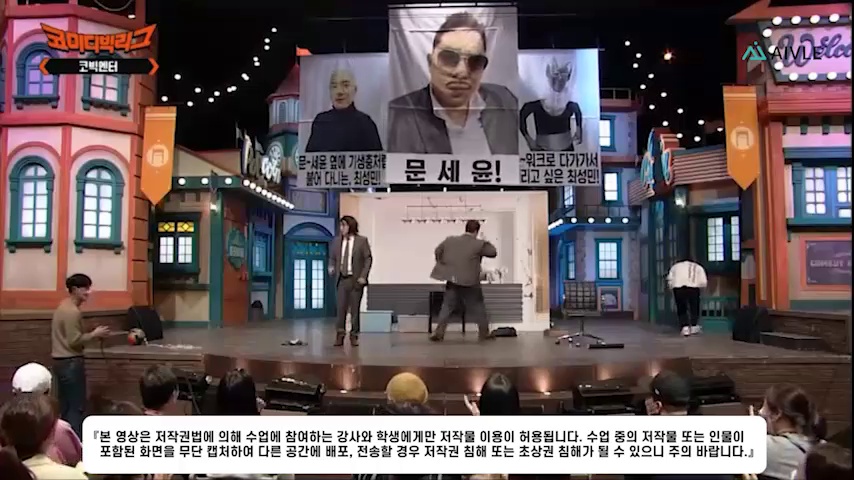 코미디빅리그
AIVLE
코빅엔터
Welco
문-세윤 옆에 기생충처럼
붙어 다니는, 최성민!
문세윤!
-워크로 다가가서
리고 싶은 최성민!
COMEDY
『본 영상은 저작권법에 의해 수업에 참여하는 강사와 학생에게만 저작물 이용이 허용됩니다. 수업 중의 저작물 또는 인물이
포함된 화면을 무단 캡처하여 다른 공간에 배포, 전송할 경우 저작권 침해 또는 초상권 침해가 될 수 있으니 주의 바랍니다.』